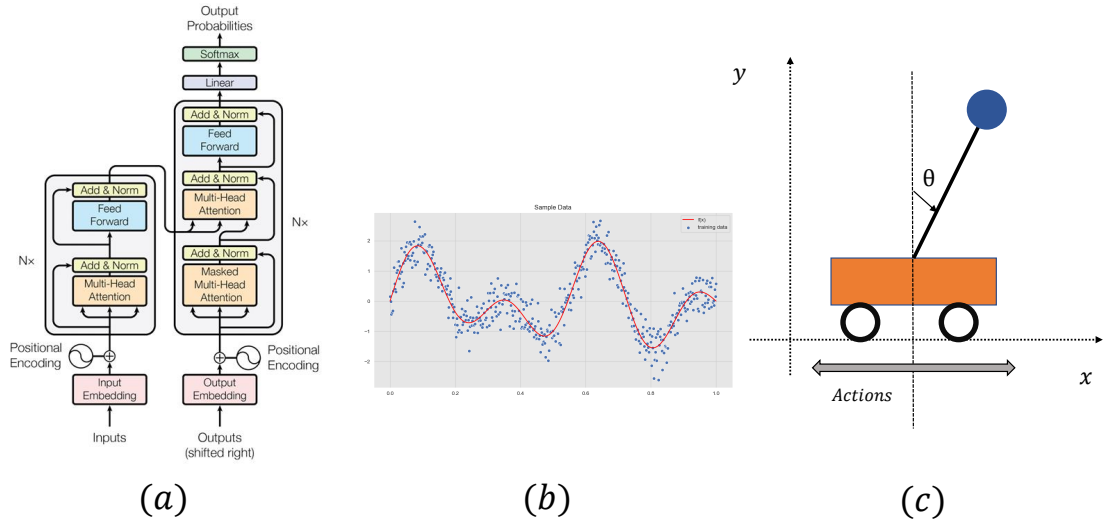 Output
Probabilities
Softmax
Linear
Add & Norm
Feed
Forward
Add & Norm
Multi-Head
Attention
Add & Norm
Masked
Multi-Head
Attention
N×
Positional
Encoding
Output
Embedding
Outputs
(shifted right)
Add & Norm
Feed
Forward
Add & Norm
Multi-Head
Attention
N×
Positional
Encoding
Input
Embedding
Inputs
(a)
Sample Data
f(x)
training data
2
1
0
−1
−2
0.0 0.2 0.4 0.6 0.8 1.0
(b)
y
θ
x
Actions
(c)